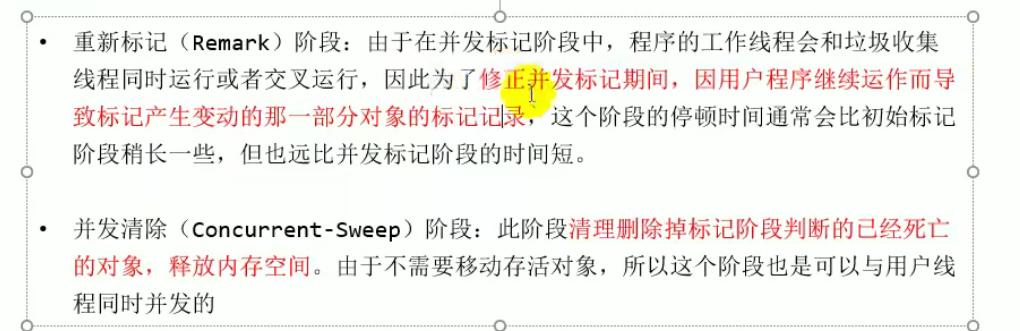 • 重新标记（Remark）阶段：由于在并发标记阶段中，程序的工作线程会和垃圾收集
线程同时运行或者交叉运行，因此为了修正并发标记期间，因用户程序继续运作而导
致标记产生变动的那一部分对象的标记记录，这个阶段的停顿时间通常会比初始标记
阶段稍长一些，但也远比并发标记阶段的时间短。
• 并发清除（Concurrent-Sweep）阶段：此阶段清理删除掉标记阶段判断的已经死亡
的对象，释放内存空间。由于不需要移动存活对象，所以这个阶段也是可以与用户线
程同时并发的